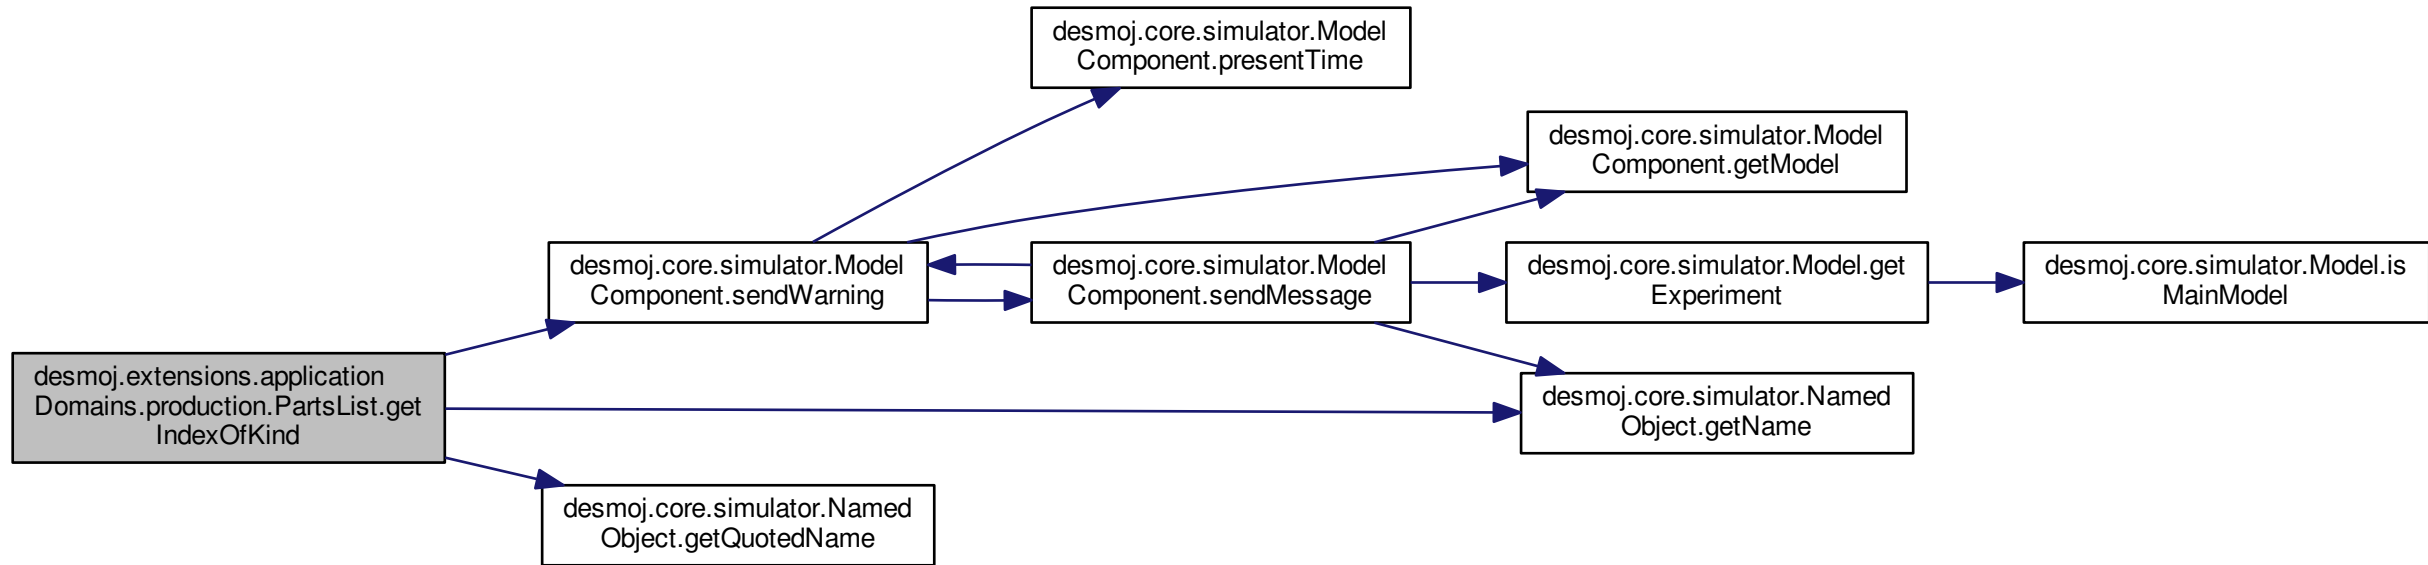 desmoj.core.simulator.Model
Component.presentTime
desmoj.core.simulator.Model
Component.getModel
desmoj.core.simulator.Model
Component.sendWarning
desmoj.core.simulator.Model
Component.sendMessage
desmoj.core.simulator.Model.get
Experiment
desmoj.core.simulator.Model.is
MainModel
desmoj.extensions.application
Domains.production.PartsList.get
IndexOfKind
desmoj.core.simulator.Named
Object.getName
desmoj.core.simulator.Named
Object.getQuotedName